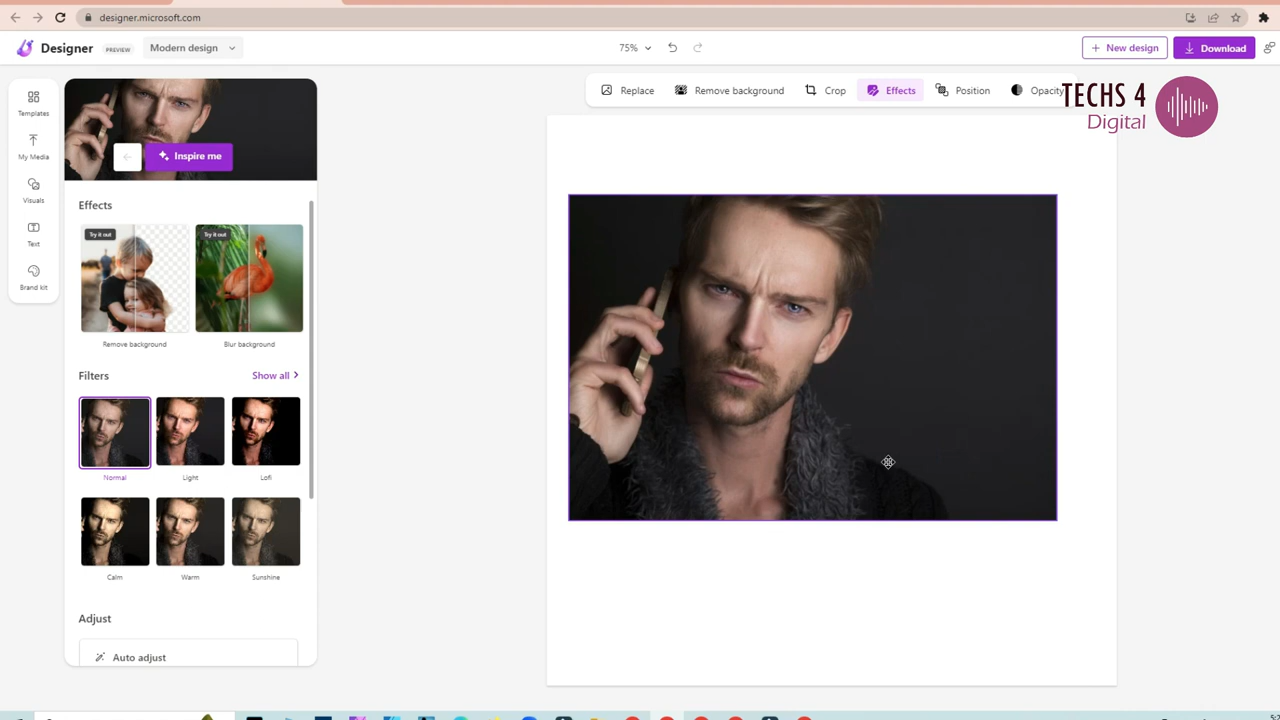 designer.microsoft.com
Designer PREVIEW Modern design 75% New design Download
Replace Remove background Crop Effects Position Opacity
TECHS 4
Digital
Templates
My Media
Visuals
Text
Brand kit
Inspire me
Effects
Try it out Try it out
Remove background Blur background
Filters Show all
Normal Light Lofi
Calm Warm Sunshine
Adjust
Auto adjust